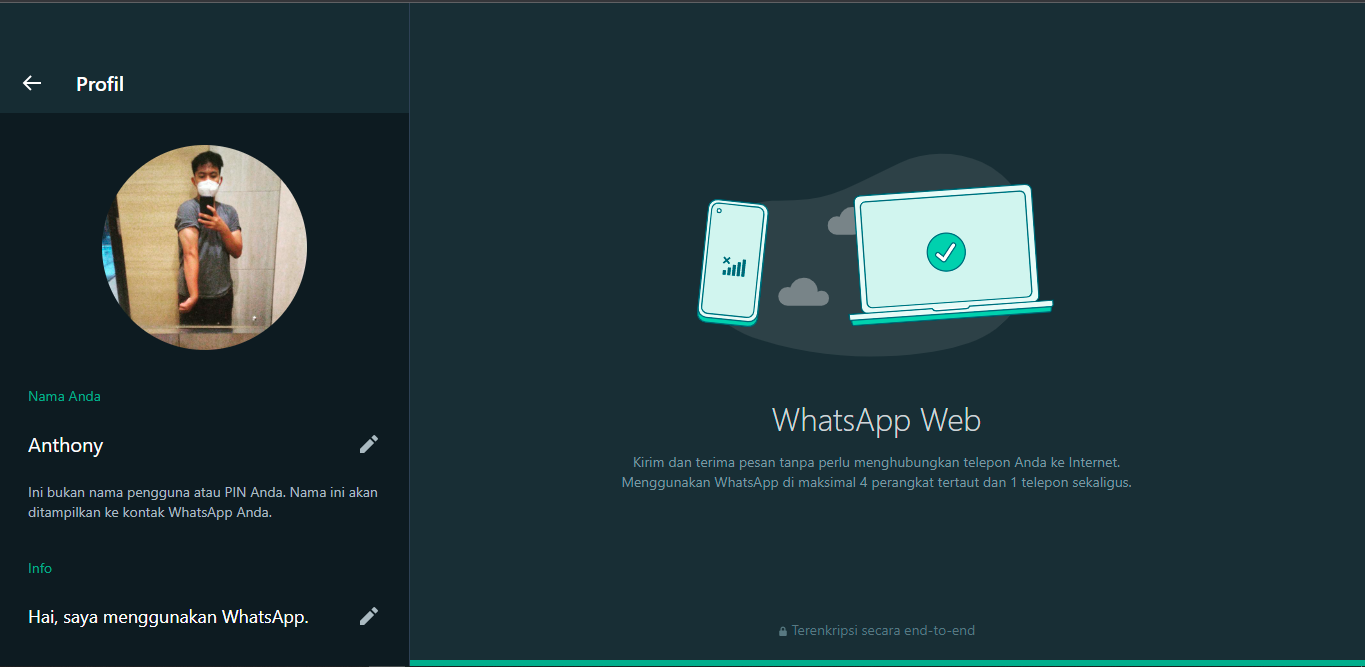 Profil
Nama Anda
Anthony
Ini bukan nama pengguna atau PIN Anda. Nama ini akan
ditampilkan ke kontak WhatsApp Anda.
Info
Hai, saya menggunakan WhatsApp.
WhatsApp Web
Kirim dan terima pesan tanpa perlu menghubungkan telepon Anda ke Internet.
Menggunakan WhatsApp di maksimal 4 perangkat tertaut dan 1 telepon sekaligus.
Terenkripsi secara end-to-end